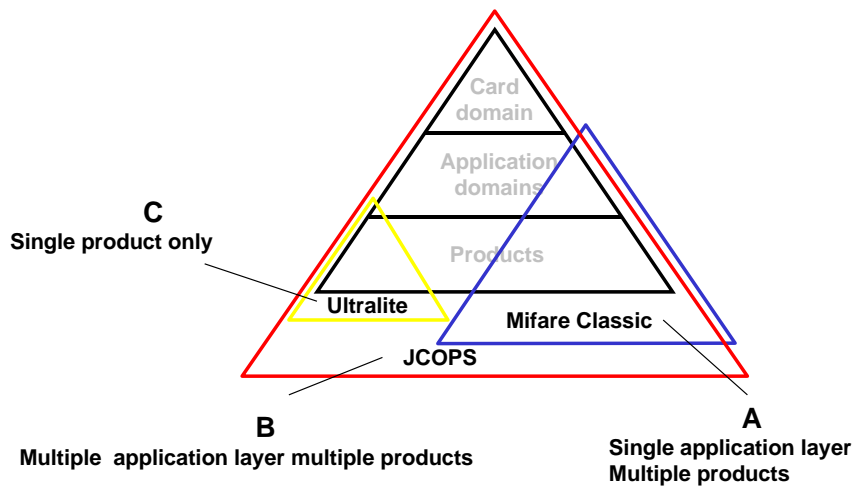 Card
domain
Application
domains
Products
C
Single product only
Ultralite
Mifare Classic
JCOPS
B
Multiple application layer multiple products
A
Single application layer
Multiple products